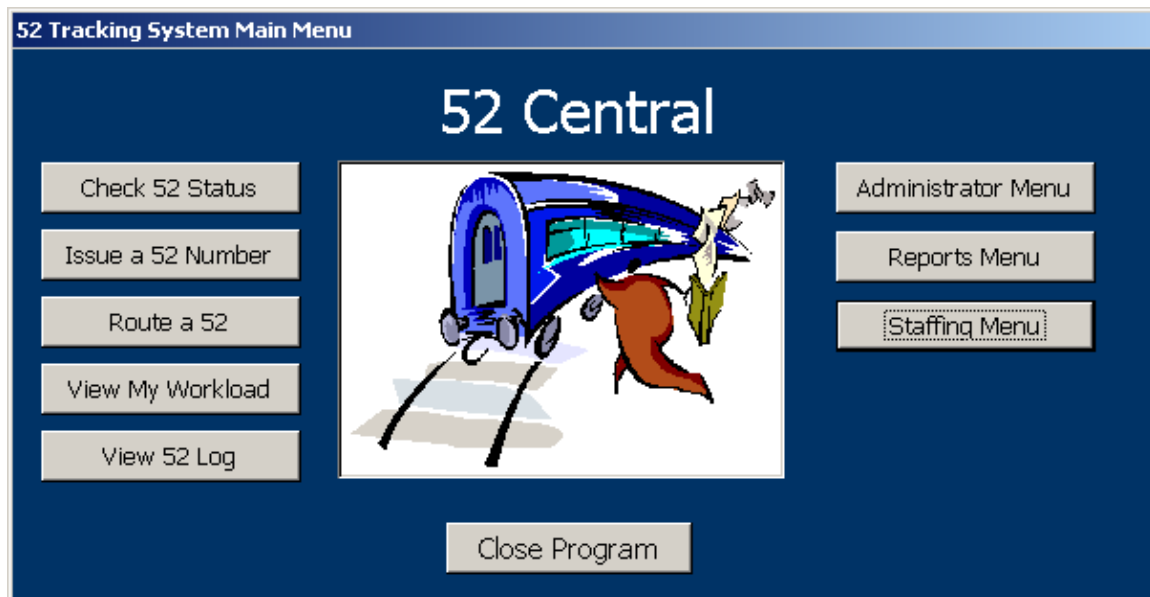 52 Tracking System Main Menu
52 Central
Check 52 Status
Issue a 52 Number
Route a 52
View My Workload
View 52 Log
Administrator Menu
Reports Menu
Staffing Menu
Close Program